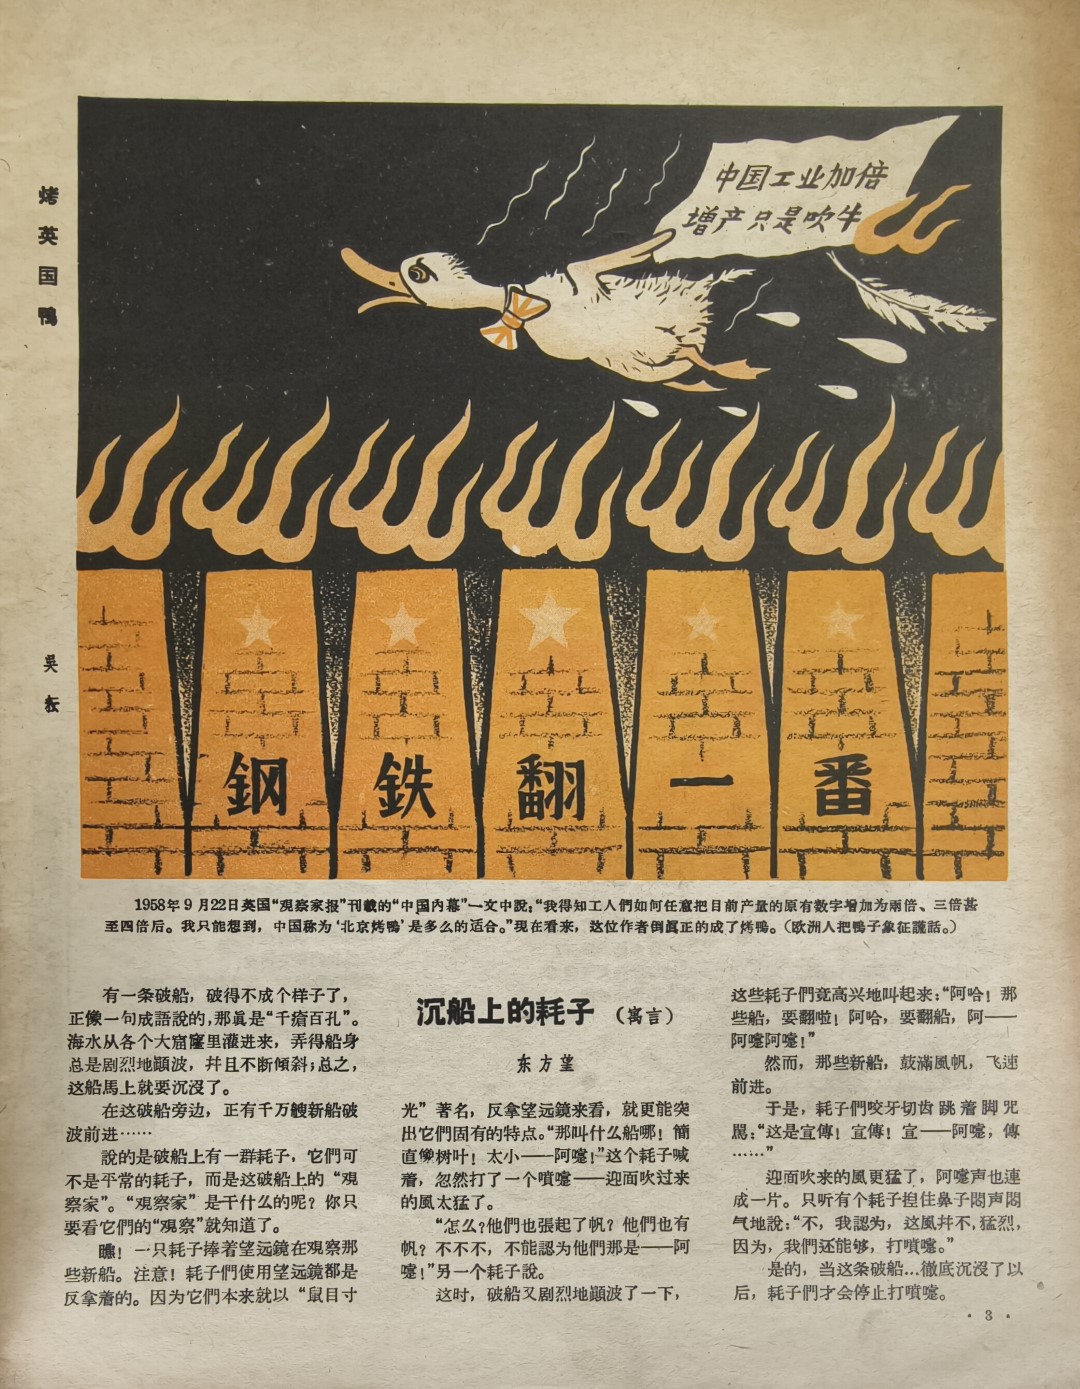 烤英国鴨
吴耘
中国工业加倍
增产只是吹牛
鋼鉄翻一番
1958年9月22日英国“观察家报”刊載的“中国內幕”一文中說：“我得知工人們如何任意把目前产量的原有数字增加为兩倍、三倍甚
至四倍后。我只能想到，中国称为‘北京烤鴨’是多么的适合。”現在看来，这位作者倒眞正的成了烤鴨。（欧洲人把鴨子象征謊話。）
沉船上的耗子（寓言）
东方望
有一条破船，破得不成个样子了，
正像一句成語說的，那眞是“千瘡百孔”。
海水从各个大窟窿里灌进来，弄得船身
总是剧烈地顚波，幷且不断傾斜；总之，
这船馬上就要沉沒了。
在这破船旁边，正有千万艘新船破
波前进……
說的是破船上有一群耗子，它們可
不是平常的耗子，而是这破船上的“观
察家”。“观察家”是干什么的呢？你只
要看它們的“观察”就知道了。
瞧！一只耗子捧着望远鏡在观察那
些新船。注意！耗子們使用望远鏡都是
反拿着的。因为它們本来就以“鼠目寸
光”著名，反拿望远鏡来看，就更能突
出它們固有的特点。“那叫什么船哪！簡
直像树叶！太小——阿嚏！”这个耗子喊
着，忽然打了一个噴嚏——迎面吹过来
的風太猛了。
“怎么？他們也張起了帆？他們也有
帆？不不不，不能認为他們那是——阿
嚏！”另一个耗子說。
这时，破船又剧烈地顚波了一下，
这些耗子們竟高兴地叫起来：“阿哈！那
些船，要翻啦！阿哈，要翻船，阿——
阿嚏阿嚏！”
然而，那些新船，鼓滿風帆，飞速
前进。
于是，耗子們咬牙切齿跳着脚咒
駡：“这是宣傳！宣傳！宣——阿嚏，傳
……”
迎面吹来的風更猛了，阿嚏声也連
成一片。只听有个耗子揑住鼻子悶声悶
气地說：“不，我認为，这風幷不，猛烈，
因为，我們还能够，打噴嚏。”
是的，当这条破船…徹底沉沒了以
后，耗子們才会停止打噴嚏。
·3·